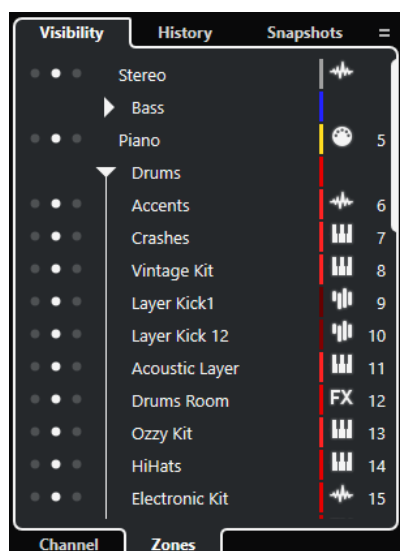 Visibility History Snapshots
Stereo
Bass
Piano 5
Drums
Accents 6
Crashes 7
Vintage Kit 8
Layer Kick1 9
Layer Kick 12 10
Acoustic Layer 11
Drums Room FX 12
Ozzy Kit 13
HiHats 14
Electronic Kit 15
Channel Zones